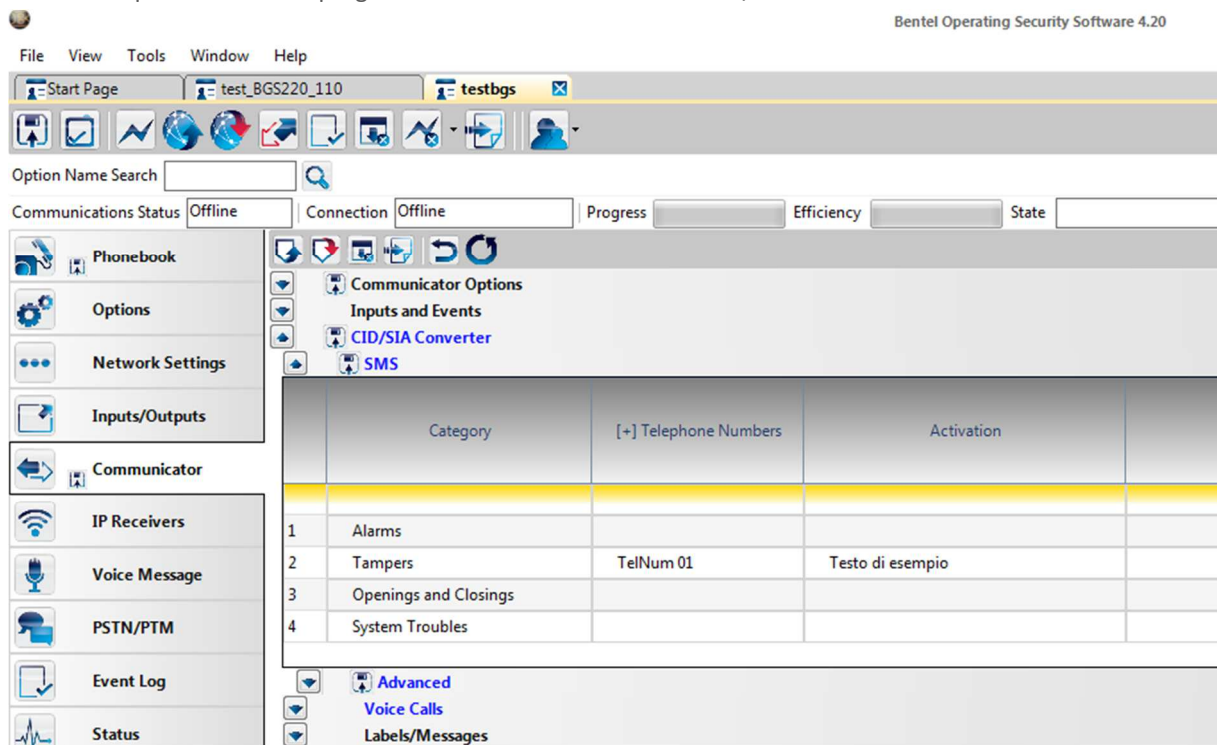 Bentel Operating Security Software 4.20
File View Tools Window Help
Start Page test_BGS220_110 testbgs
Option Name Search
Communications Status Offline Connection Offline Progress Efficiency State
Phonebook
Options
Network Settings
Inputs/Outputs
Communicator
IP Receivers
Voice Message
PSTN/PTM
Event Log
Status
Communicator Options
Inputs and Events
CID/SIA Converter
SMS
Category [+] Telephone Numbers Activation
1 Alarms
2 Tampers TelNum 01 Testo di esempio
3 Openings and Closings
4 System Troubles
Advanced
Voice Calls
Labels/Messages